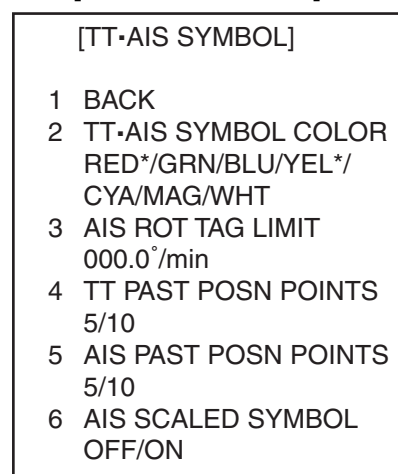 [TT▪AIS SYMBOL]
1 BACK
2 TT▪AIS SYMBOL COLOR
RED*/GRN/BLU/YEL*/
CYA/MAG/WHT
3 AIS ROT TAG LIMIT
000.0°/min
4 TT PAST POSN POINTS
5/10
5 AIS PAST POSN POINTS
5/10
6 AIS SCALED SYMBOL
OFF/ON